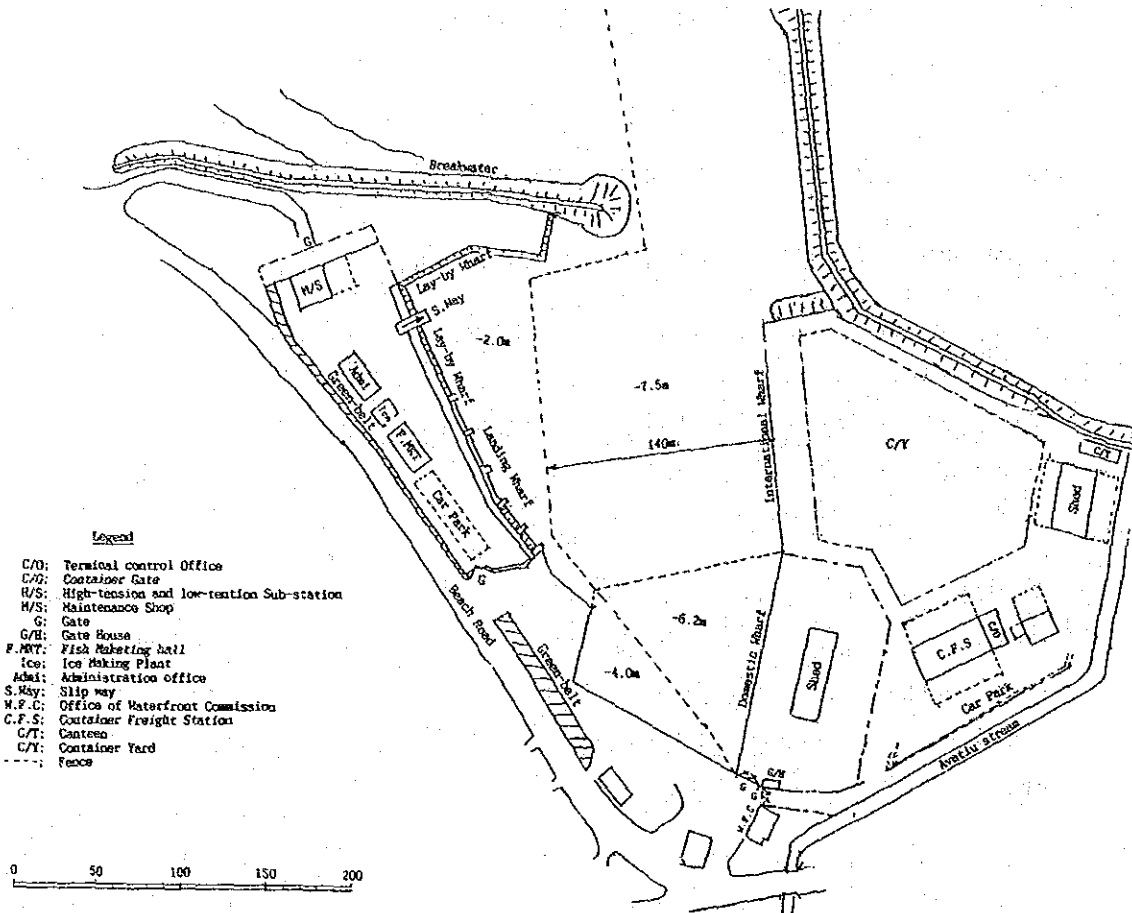 Breakwater
G
M/S
Lay-by Wharf
S.Way
-2.0m
Lay-by Wharf
-7.5m
International Wharf
C/Y
C/T
Shed
Admi
Ice
Green-belt
F.MKT
140m
Landing Wharf
Car Park
G
Beach Road
Legend
C/O: Terminal control Office
C/G: Container Gate
H/S: High-tension and low-tention Sub-station
M/S: Maintenance Shop
G: Gate
G/H: Gate House
F.MKT: Fish Maketing hall
Ice: Ice Making Plant
Admi: Administration office
S.Way: Slip way
W.F.C: Office of Waterfront Commission
C.F.S: Container Freight Station
C/T: Canteen
C/Y: Container Yard
----: Fence
Green-belt
-6.2m
-4.0m
Domestic Wharf
Shed
C.F.S
C/O
Car Park
Avatiu stream
G/H
G
W.F.C
0 50 100 150 200